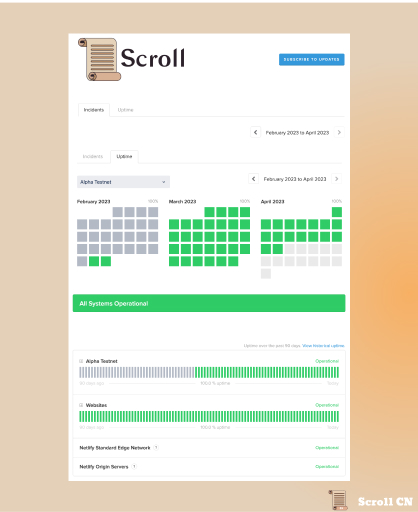 Scroll
SUBSCRIBE TO UPDATES
Incidents Uptime
February 2023 to April 2023
Incidents Uptime
February 2023 to April 2023
Alpha Testnet
February 2023 100%
March 2023 100%
April 2023 100%
All Systems Operational
Uptime over the past 90 days. View historical uptime.
Alpha Testnet Operational
90 days ago 100.0 % uptime Today
Websites Operational
90 days ago 100.0 % uptime Today
Netlify Standard Edge Network ? Operational
Netlify Origin Servers ? Operational
Scroll CN